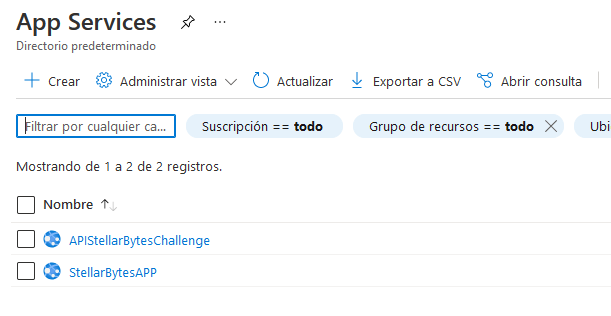 App Services
Directorio predeterminado
Crear Administrar vista Actualizar Exportar a CSV Abrir consulta
Filtrar por cualquier ca... Suscripción == todo Grupo de recursos == todo Ubi
Mostrando de 1 a 2 de 2 registros.
Nombre
APIStellarBytesChallenge
StellarBytesAPP